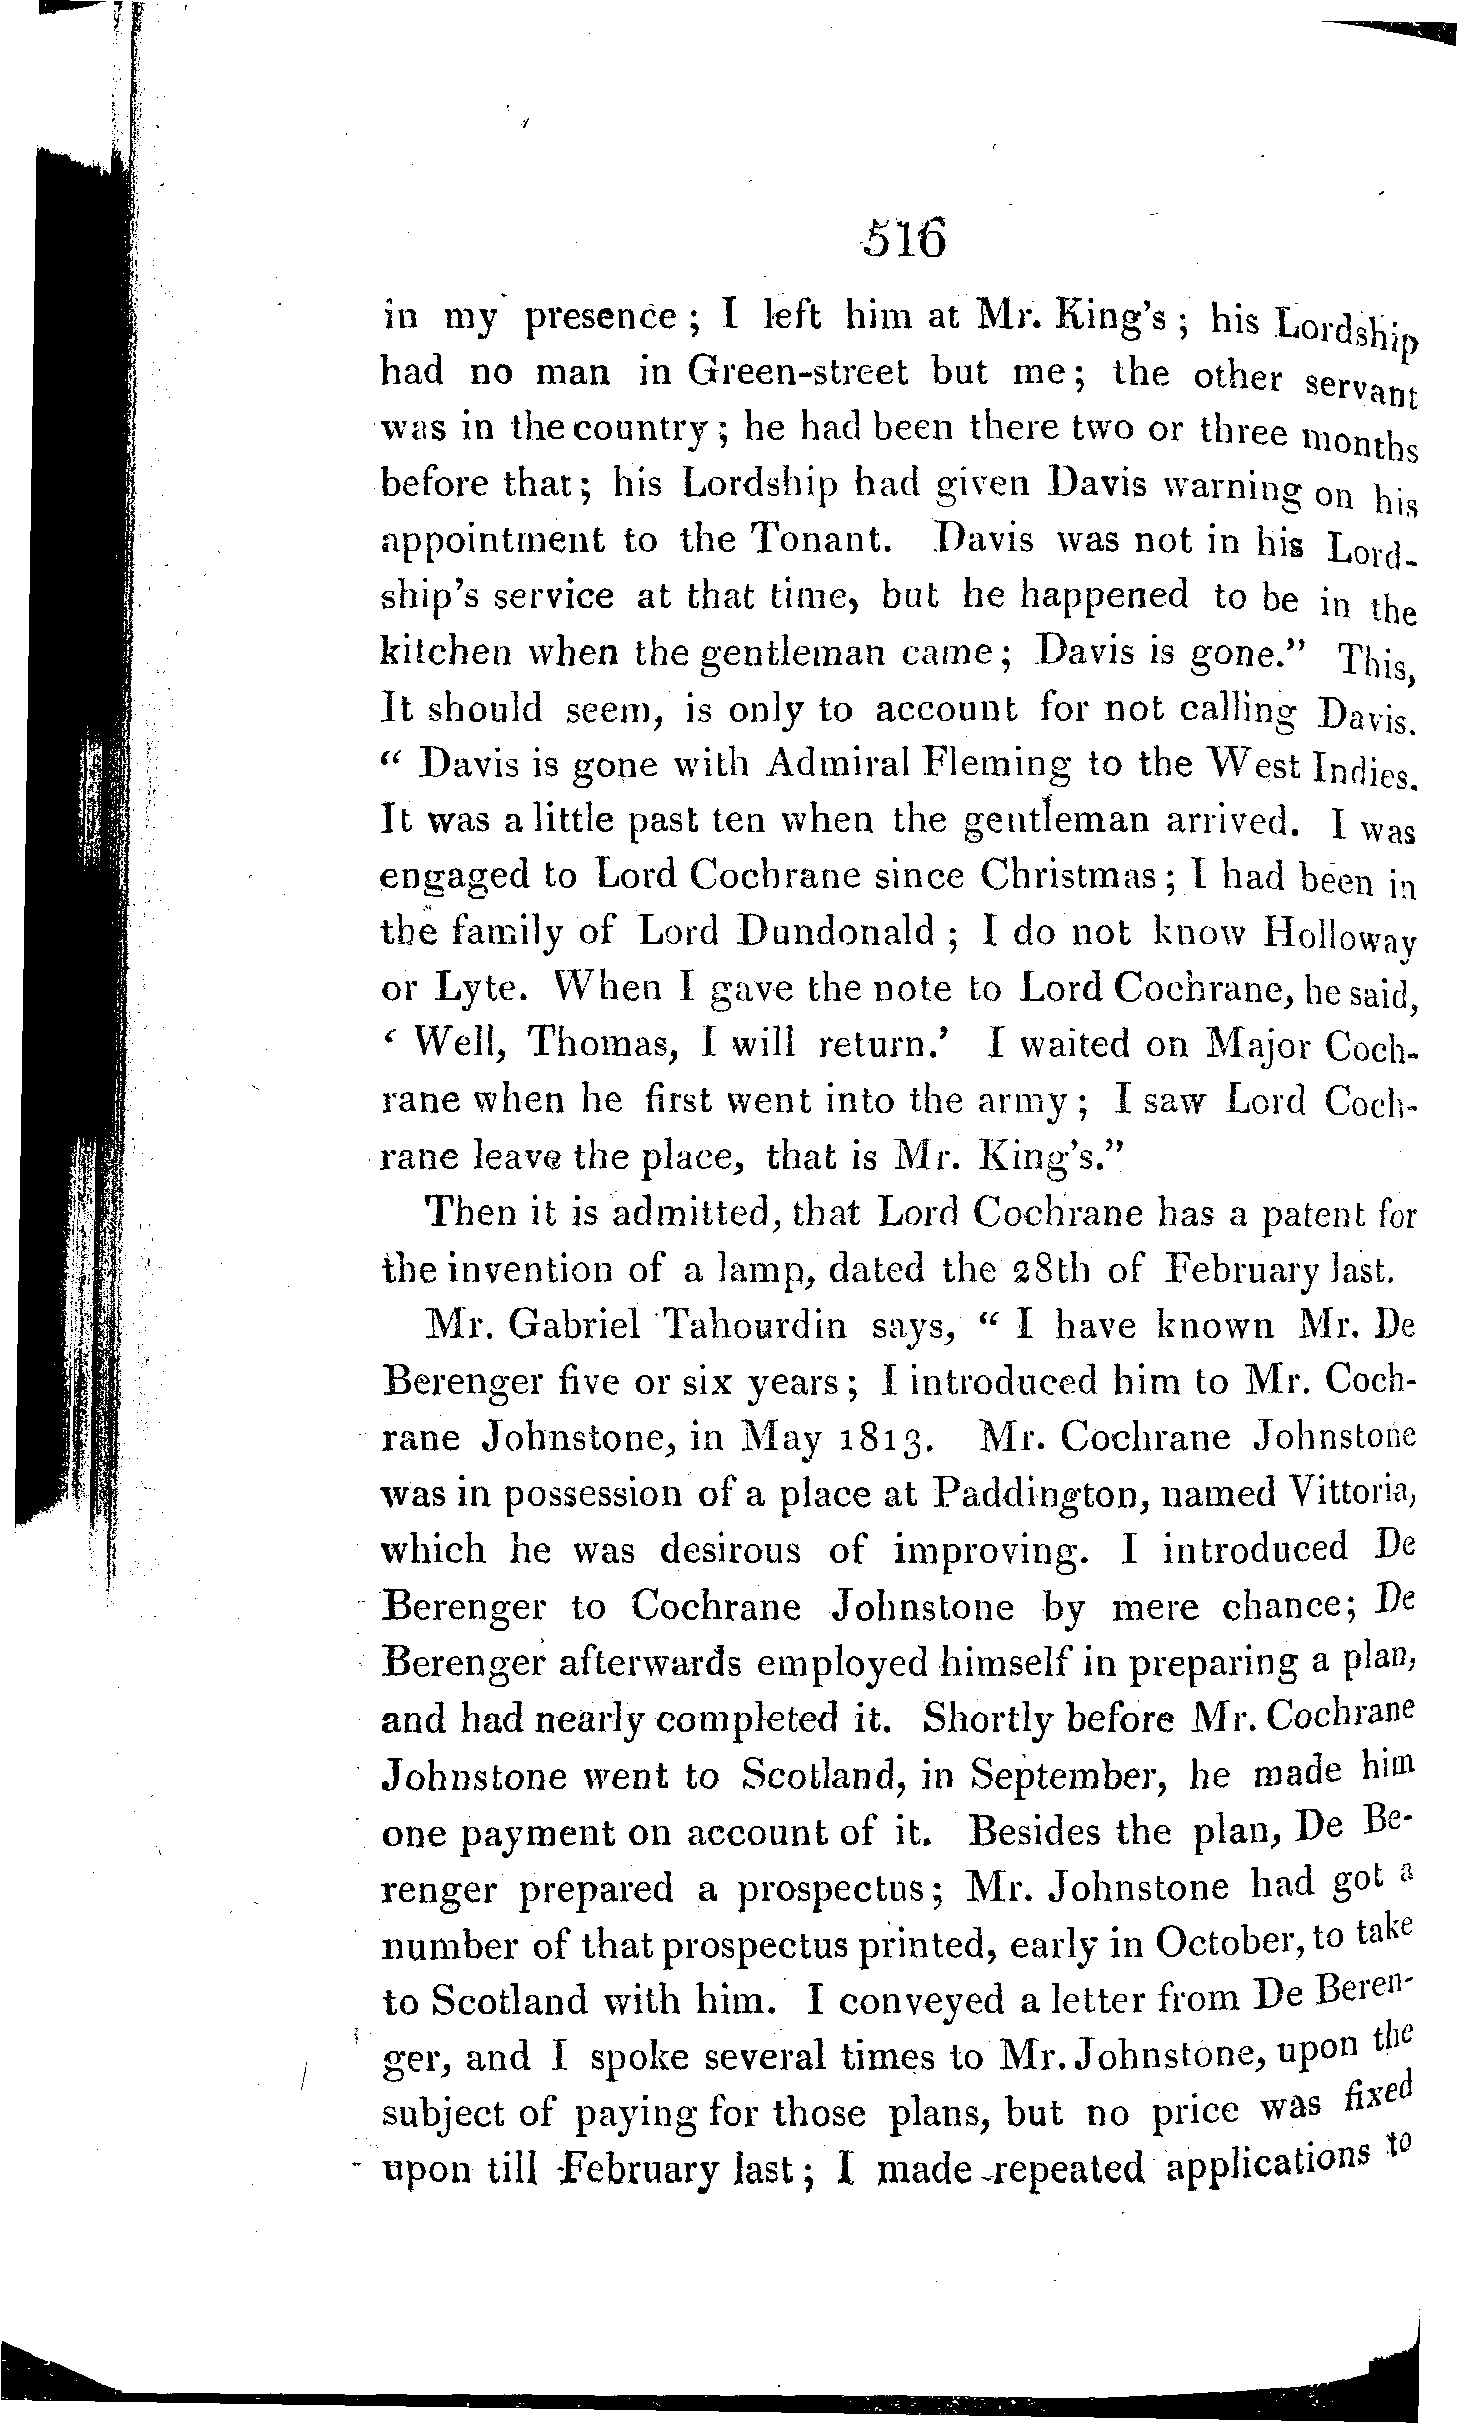 516
in my presence ; I left him at Mr. King's ; his Lordship
had no man in Green-street but me; the other servant
was in the country ; he had been there two or three months
before that; his Lordship had given Davis warning on his
appointment to the Tonant. Davis was not in his Lord-
ship's service at that time, but he happened to be in the
kitchen when the gentleman came; Davis is gone." This,
It should seem, is only to account for not calling Davis.
" Davis is gone with Admiral Fleming to the West Indies.
It was a little past ten when the gentleman arrived. I was
engaged to Lord Cochrane since Christmas; I had been in
the family of Lord Dundonald ; I do not know Holloway
or Lyte. When I gave the note to Lord Cochrane, he said,
‘ Well, Thomas, I will return.’ I waited on Major Coch-
rane when he first went into the army; I saw Lord Coch-
rane leave the place, that is Mr. King's."
Then it is admitted, that Lord Cochrane has a patent for
the invention of a lamp, dated the 28th of February last.
Mr. Gabriel Tahourdin says, " I have known Mr. De
Berenger five or six years; I introduced him to Mr. Coch-
rane Johnstone, in May 1813. Mr. Cochrane Johnstone
was in possession of a place at Paddington, named Vittoria,
which he was desirous of improving. I introduced De
Berenger to Cochrane Johnstone by mere chance; De
Berenger afterwards employed himself in preparing a plan,
and had nearly completed it. Shortly before Mr. Cochrane
Johnstone went to Scotland, in September, he made him
one payment on account of it. Besides the plan, De Be-
renger prepared a prospectus; Mr. Johnstone had got a
number of that prospectus printed, early in October, to take
to Scotland with him. I conveyed a letter from De Beren-
ger, and I spoke several times to Mr. Johnstone, upon the
subject of paying for those plans, but no price was fixed
upon till February last; I made repeated applications to